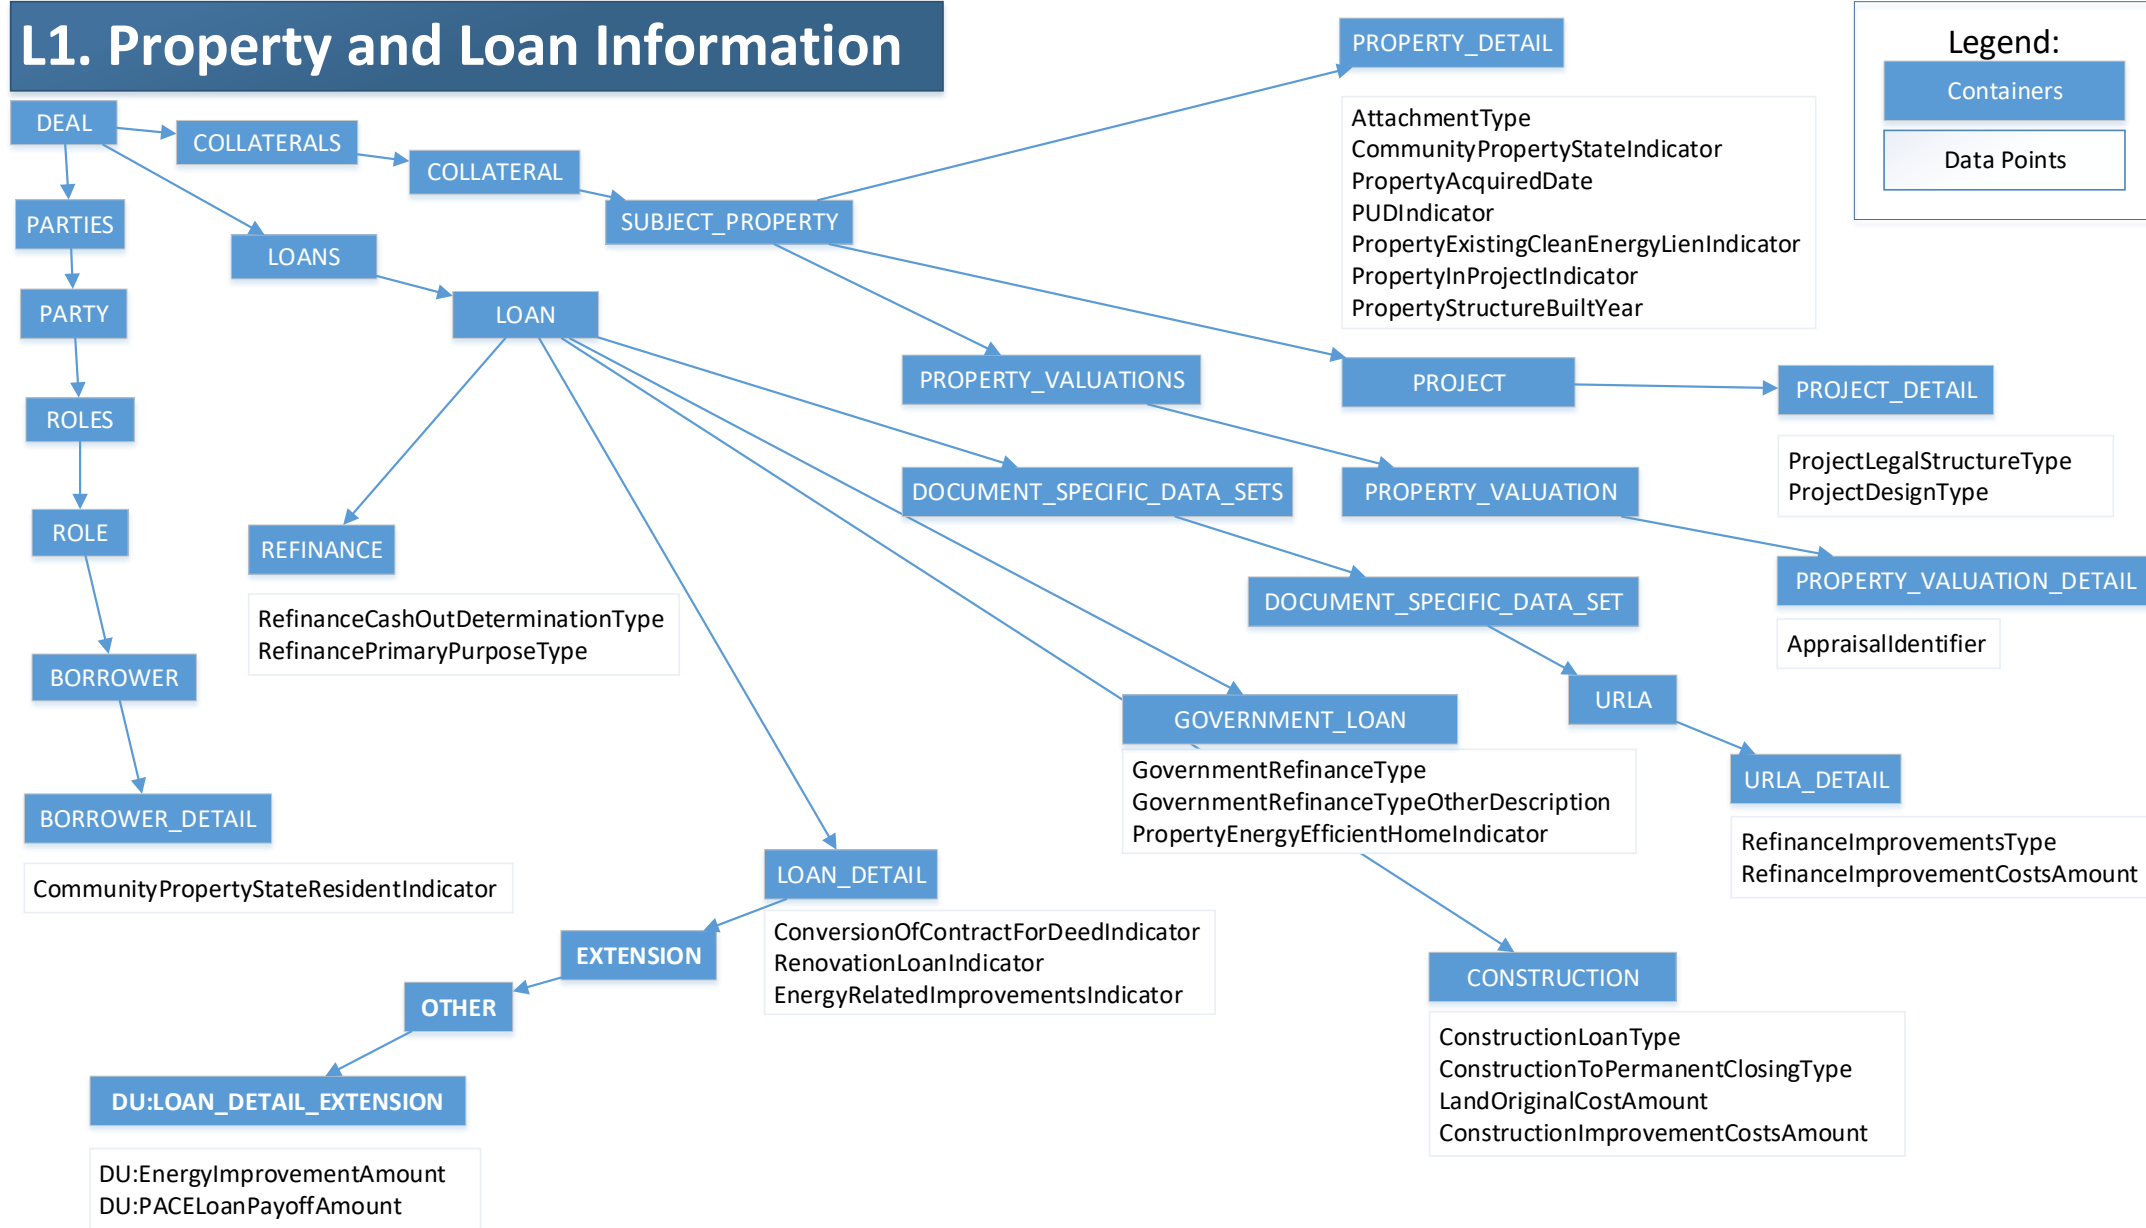 L1. Property and Loan Information
Legend:
Containers
Data Points
DEAL
COLLATERALS
COLLATERAL
SUBJECT_PROPERTY
PROPERTY_DETAIL
AttachmentType
CommunityPropertyStateIndicator
PropertyAcquiredDate
PUDIndicator
PropertyExistingCleanEnergyLienIndicator
PropertyInProjectIndicator
PropertyStructureBuiltYear
PARTIES
LOANS
PARTY
LOAN
PROPERTY_VALUATIONS
PROJECT
PROJECT_DETAIL
ProjectLegalStructureType
ProjectDesignType
ROLES
DOCUMENT_SPECIFIC_DATA_SETS
PROPERTY_VALUATION
ROLE
REFINANCE
RefinanceCashOutDeterminationType
RefinancePrimaryPurposeType
DOCUMENT_SPECIFIC_DATA_SET
PROPERTY_VALUATION_DETAIL
AppraisalIdentifier
BORROWER
GOVERNMENT_LOAN
GovernmentRefinanceType
GovernmentRefinanceTypeOtherDescription
PropertyEnergyEfficientHomeIndicator
URLA
URLA_DETAIL
RefinanceImprovementsType
RefinanceImprovementCostsAmount
BORROWER_DETAIL
CommunityPropertyStateResidentIndicator
LOAN_DETAIL
ConversionOfContractForDeedIndicator
RenovationLoanIndicator
EnergyRelatedImprovementsIndicator
EXTENSION
OTHER
DU:LOAN_DETAIL_EXTENSION
DU:EnergyImprovementAmount
DU:PACELoanPayoffAmount
CONSTRUCTION
ConstructionLoanType
ConstructionToPermanentClosingType
LandOriginalCostAmount
ConstructionImprovementCostsAmount